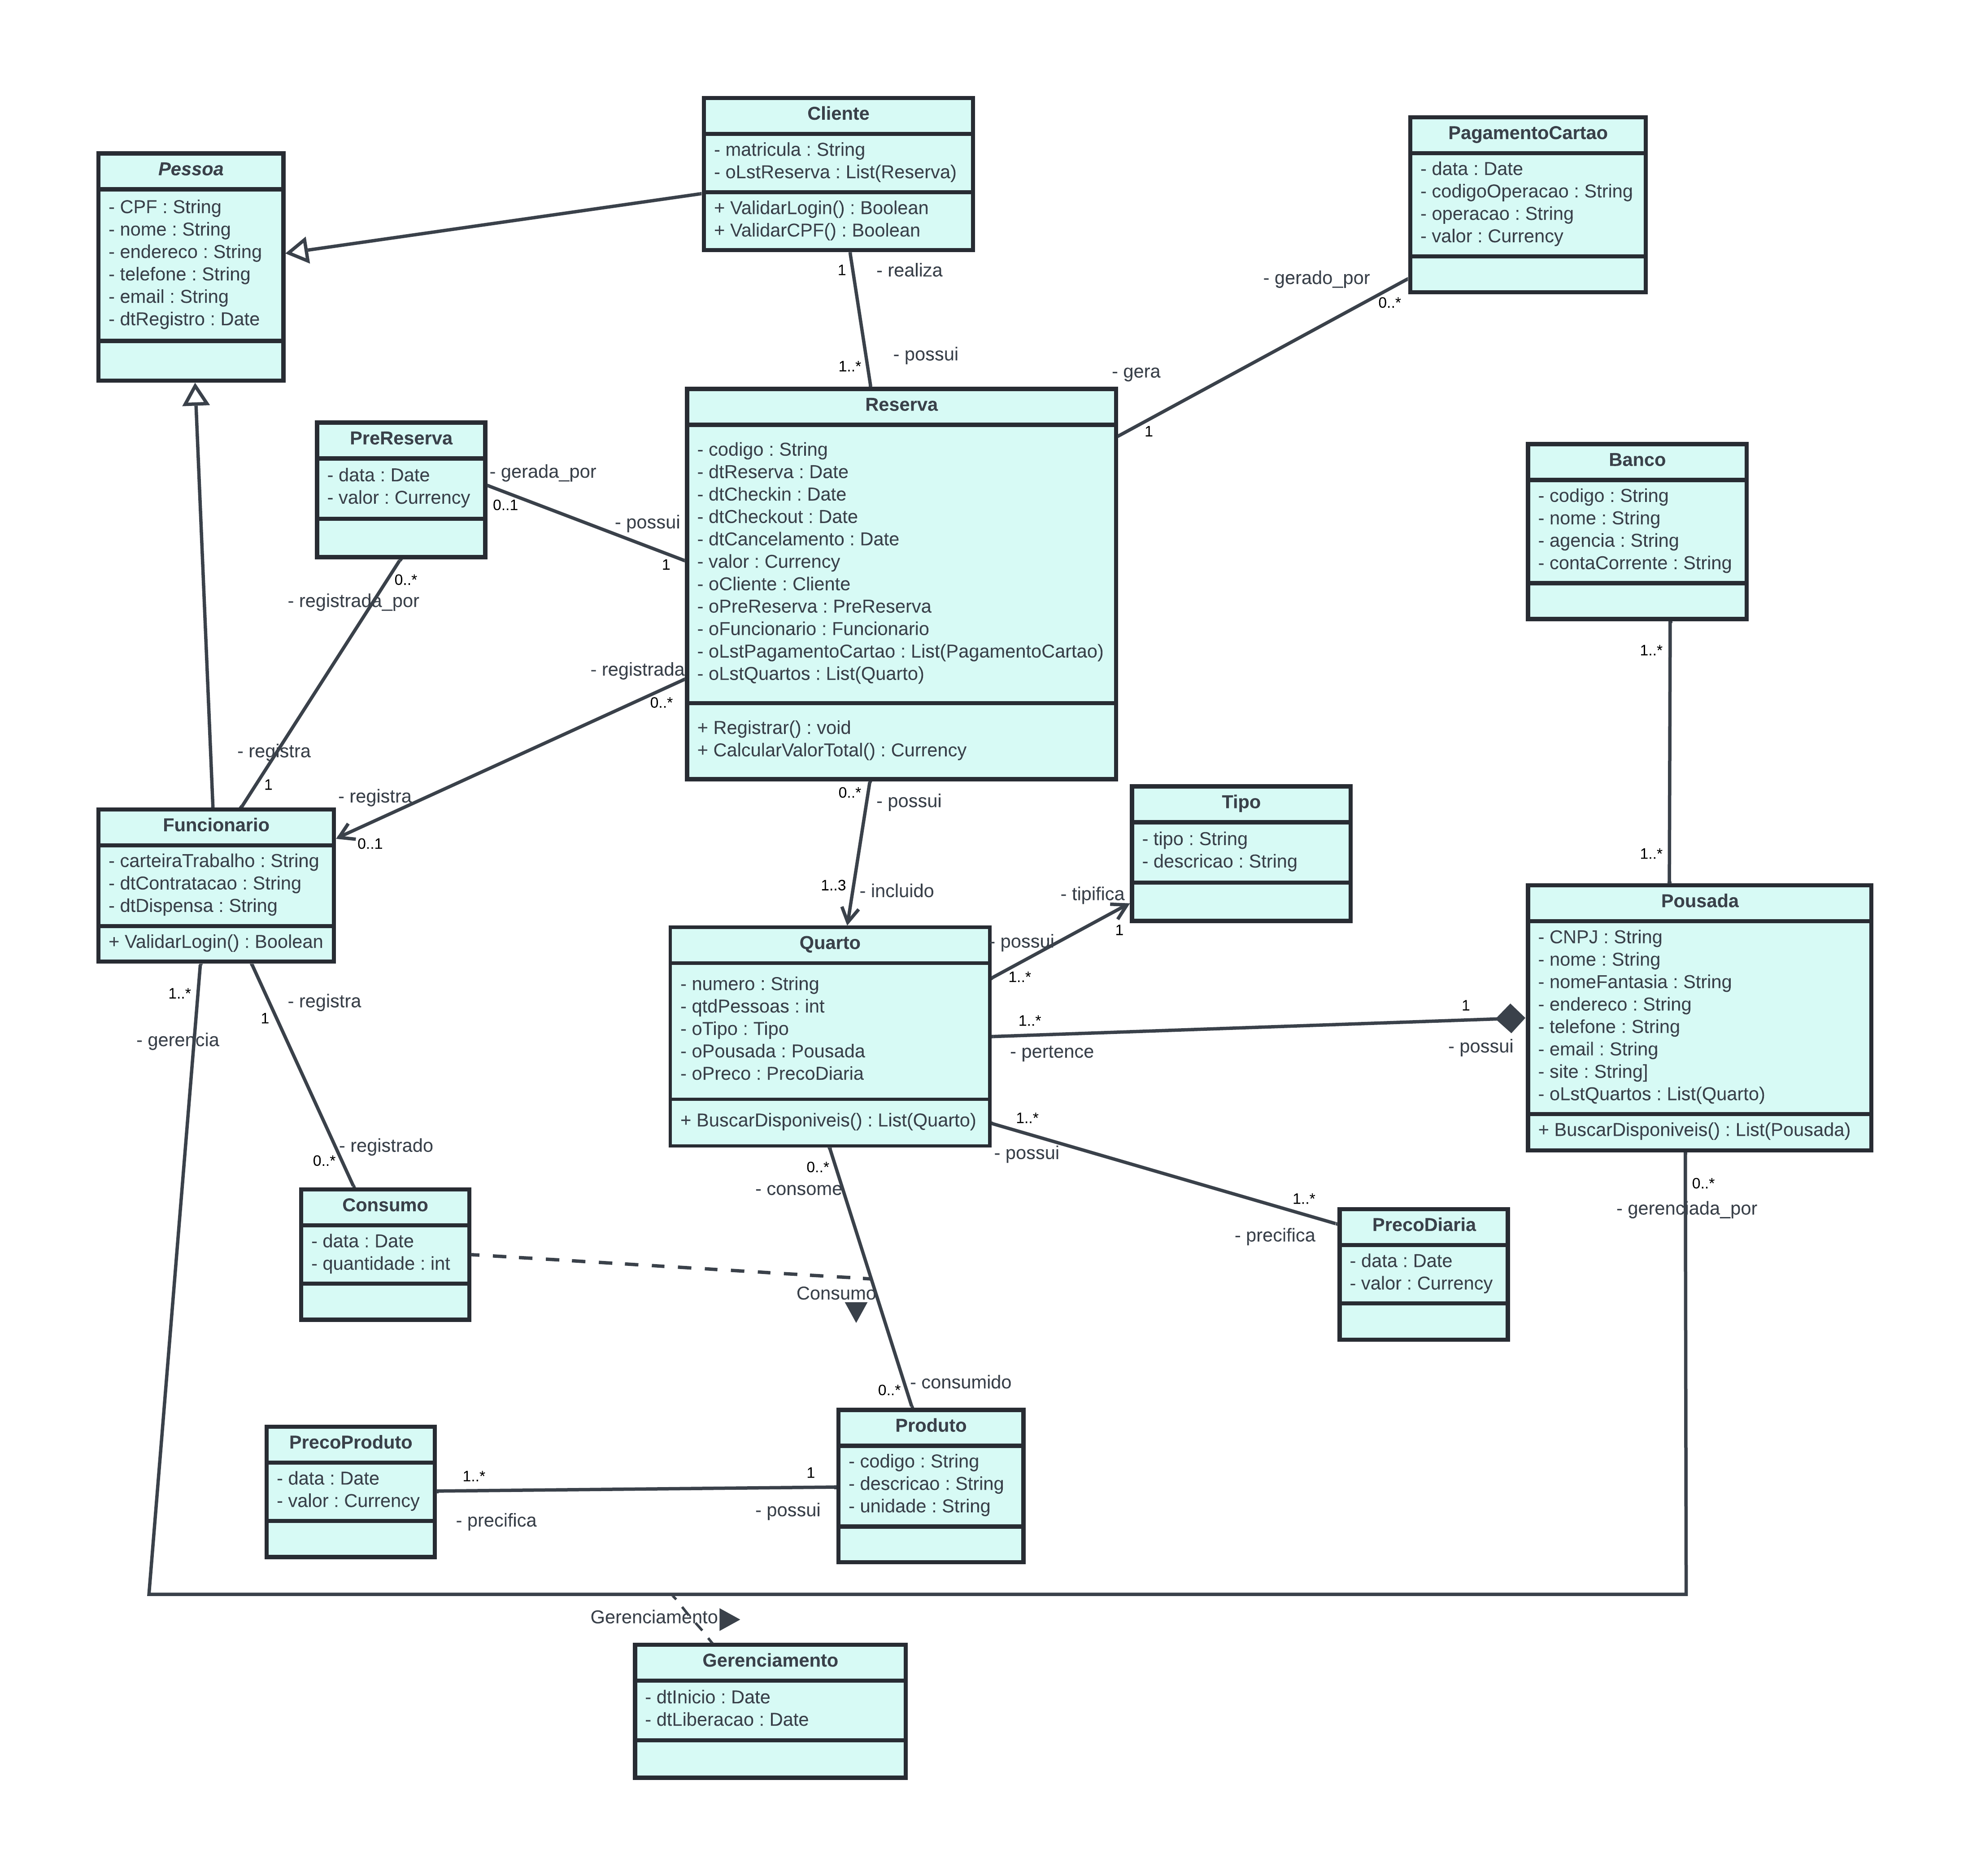 Cliente
- matricula : String
- oLstReserva : List(Reserva)
+ ValidarLogin() : Boolean
+ ValidarCPF() : Boolean
PagamentoCartao
- data : Date
- codigoOperacao : String
- operacao : String
- valor : Currency
Pessoa
- CPF : String
- nome : String
- endereco : String
- telefone : String
- email : String
- dtRegistro : Date
1
- realiza
- possui
1..*
- gerado_por
0..*
- gera
1
Reserva
- codigo : String
- dtReserva : Date
- dtCheckin : Date
- dtCheckout : Date
- dtCancelamento : Date
- valor : Currency
- oCliente : Cliente
- oPreReserva : PreReserva
- oFuncionario : Funcionario
- oLstPagamentoCartao : List(PagamentoCartao)
- oLstQuartos : List(Quarto)
+ Registrar() : void
+ CalcularValorTotal() : Currency
PreReserva
- data : Date
- valor : Currency
- gerada_por
0..1
- possui
1
Banco
- codigo : String
- nome : String
- agencia : String
- contaCorrente : String
0..*
- registrada_por
- registra
1
- registrada
0..*
- registra
0..1
1..*
1..*
Funcionario
- carteiraTrabalho : String
- dtContratacao : String
- dtDispensa : String
+ ValidarLogin() : Boolean
0..*
- possui
1..3
- incluido
Tipo
- tipo : String
- descricao : String
- tipifica
1
- possui
1..*
Quarto
- numero : String
- qtdPessoas : int
- oTipo : Tipo
- oPousada : Pousada
- oPreco : PrecoDiaria
+ BuscarDisponiveis() : List(Quarto)
Pousada
- CNPJ : String
- nome : String
- nomeFantasia : String
- endereco : String
- telefone : String
- email : String
- site : String]
- oLstQuartos : List(Quarto)
+ BuscarDisponiveis() : List(Pousada)
1..*
- pertence
1
- possui
1..*
- gerencia
- registra
1
- registrado
0..*
1..*
- possui
1..*
- precifica
0..*
- consome
0..*
- gerenciada_por
Consumo
- data : Date
- quantidade : int
Consumo
PrecoDiaria
- data : Date
- valor : Currency
- consumido
0..*
Produto
- codigo : String
- descricao : String
- unidade : String
PrecoProduto
- data : Date
- valor : Currency
1..*
- precifica
1
- possui
Gerenciamento
Gerenciamento
- dtInicio : Date
- dtLiberacao : Date